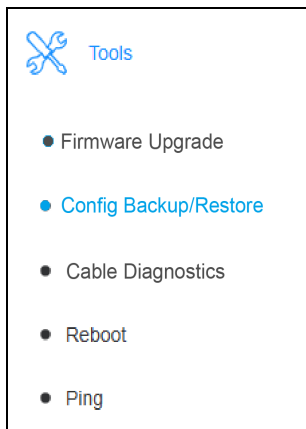 Tools
Firmware Upgrade
Config Backup/Restore
Cable Diagnostics
Reboot
Ping